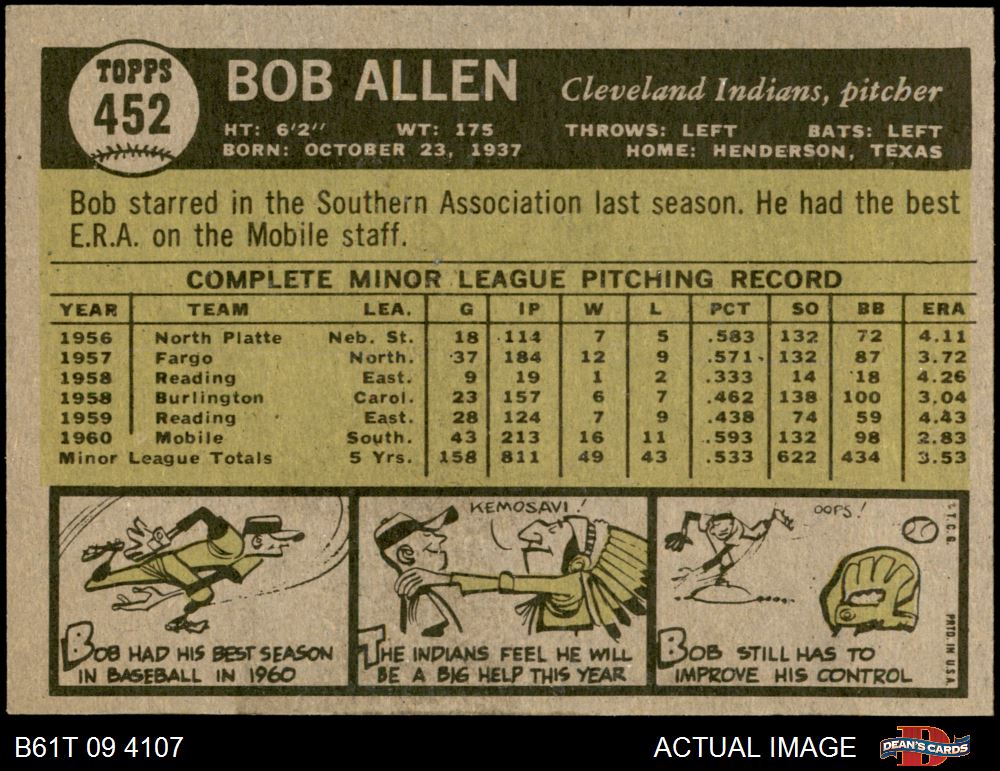 TOPPS
452
BOB ALLEN
Cleveland Indians, pitcher
HT: 6'2" WT: 175 THROWS: LEFT BATS: LEFT
BORN: OCTOBER 23, 1937 HOME: HENDERSON, TEXAS
Bob starred in the Southern Association last season. He had the best
E.R.A. on the Mobile staff.
COMPLETE MINOR LEAGUE PITCHING RECORD
YEAR TEAM LEA. G IP W L PCT SO BB ERA
1956 North Platte Neb. St. 18 114 7 5 .583 132 72 4.11
1957 Fargo North. 37 184 12 9 .571 132 87 3.72
1958 Reading East. 9 19 1 2 .333 14 18 4.26
1958 Burlington Carol. 23 157 6 7 .462 138 100 3.04
1959 Reading East. 28 124 7 9 .438 74 59 4.43
1960 Mobile South. 43 213 16 11 .593 132 98 2.83
Minor League Totals 5 Yrs. 158 811 49 43 .533 622 434 3.53
BOB HAD HIS BEST SEASON
IN BASEBALL IN 1960
KEMOSAVI!
THE INDIANS FEEL HE WILL
BE A BIG HELP THIS YEAR
OOPS!
BOB STILL HAS TO
IMPROVE HIS CONTROL
T.C.G.
PRTD. IN U.S.A.
B61T 09 4107
ACTUAL IMAGE
DEAN'S CARDS